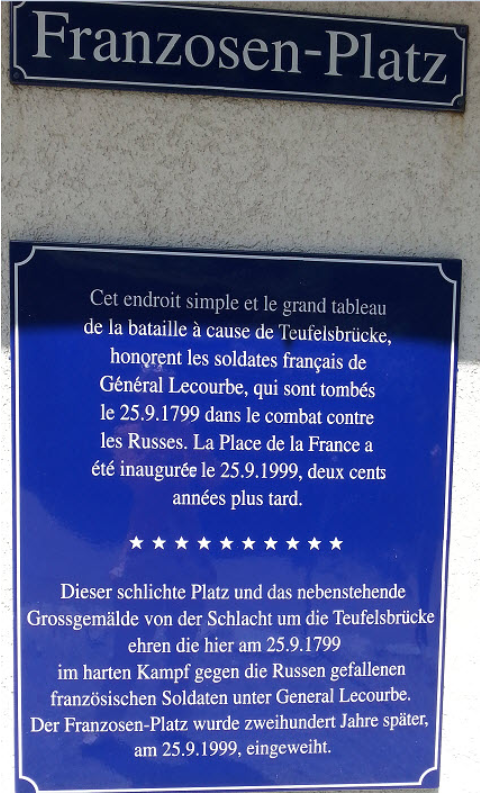 Franzosen-Platz
Cet endroit simple et le grand tableau
de la bataille à cause de Teufelsbrücke,
honorent les soldates français de
Général Lecourbe, qui sont tombés
le 25.9.1799 dans le combat contre
les Russes. La Place de la France a
été inaugurée le 25.9.1999, deux cents
années plus tard.
★ ★ ★ ★ ★ ★ ★ ★ ★ ★
Dieser schlichte Platz und das nebenstehende
Grossgemälde von der Schlacht um die Teufelsbrücke
ehren die hier am 25.9.1799
im harten Kampf gegen die Russen gefallenen
französischen Soldaten unter General Lecourbe.
Der Franzosen-Platz wurde zweihundert Jahre später,
am 25.9.1999, eingeweiht.